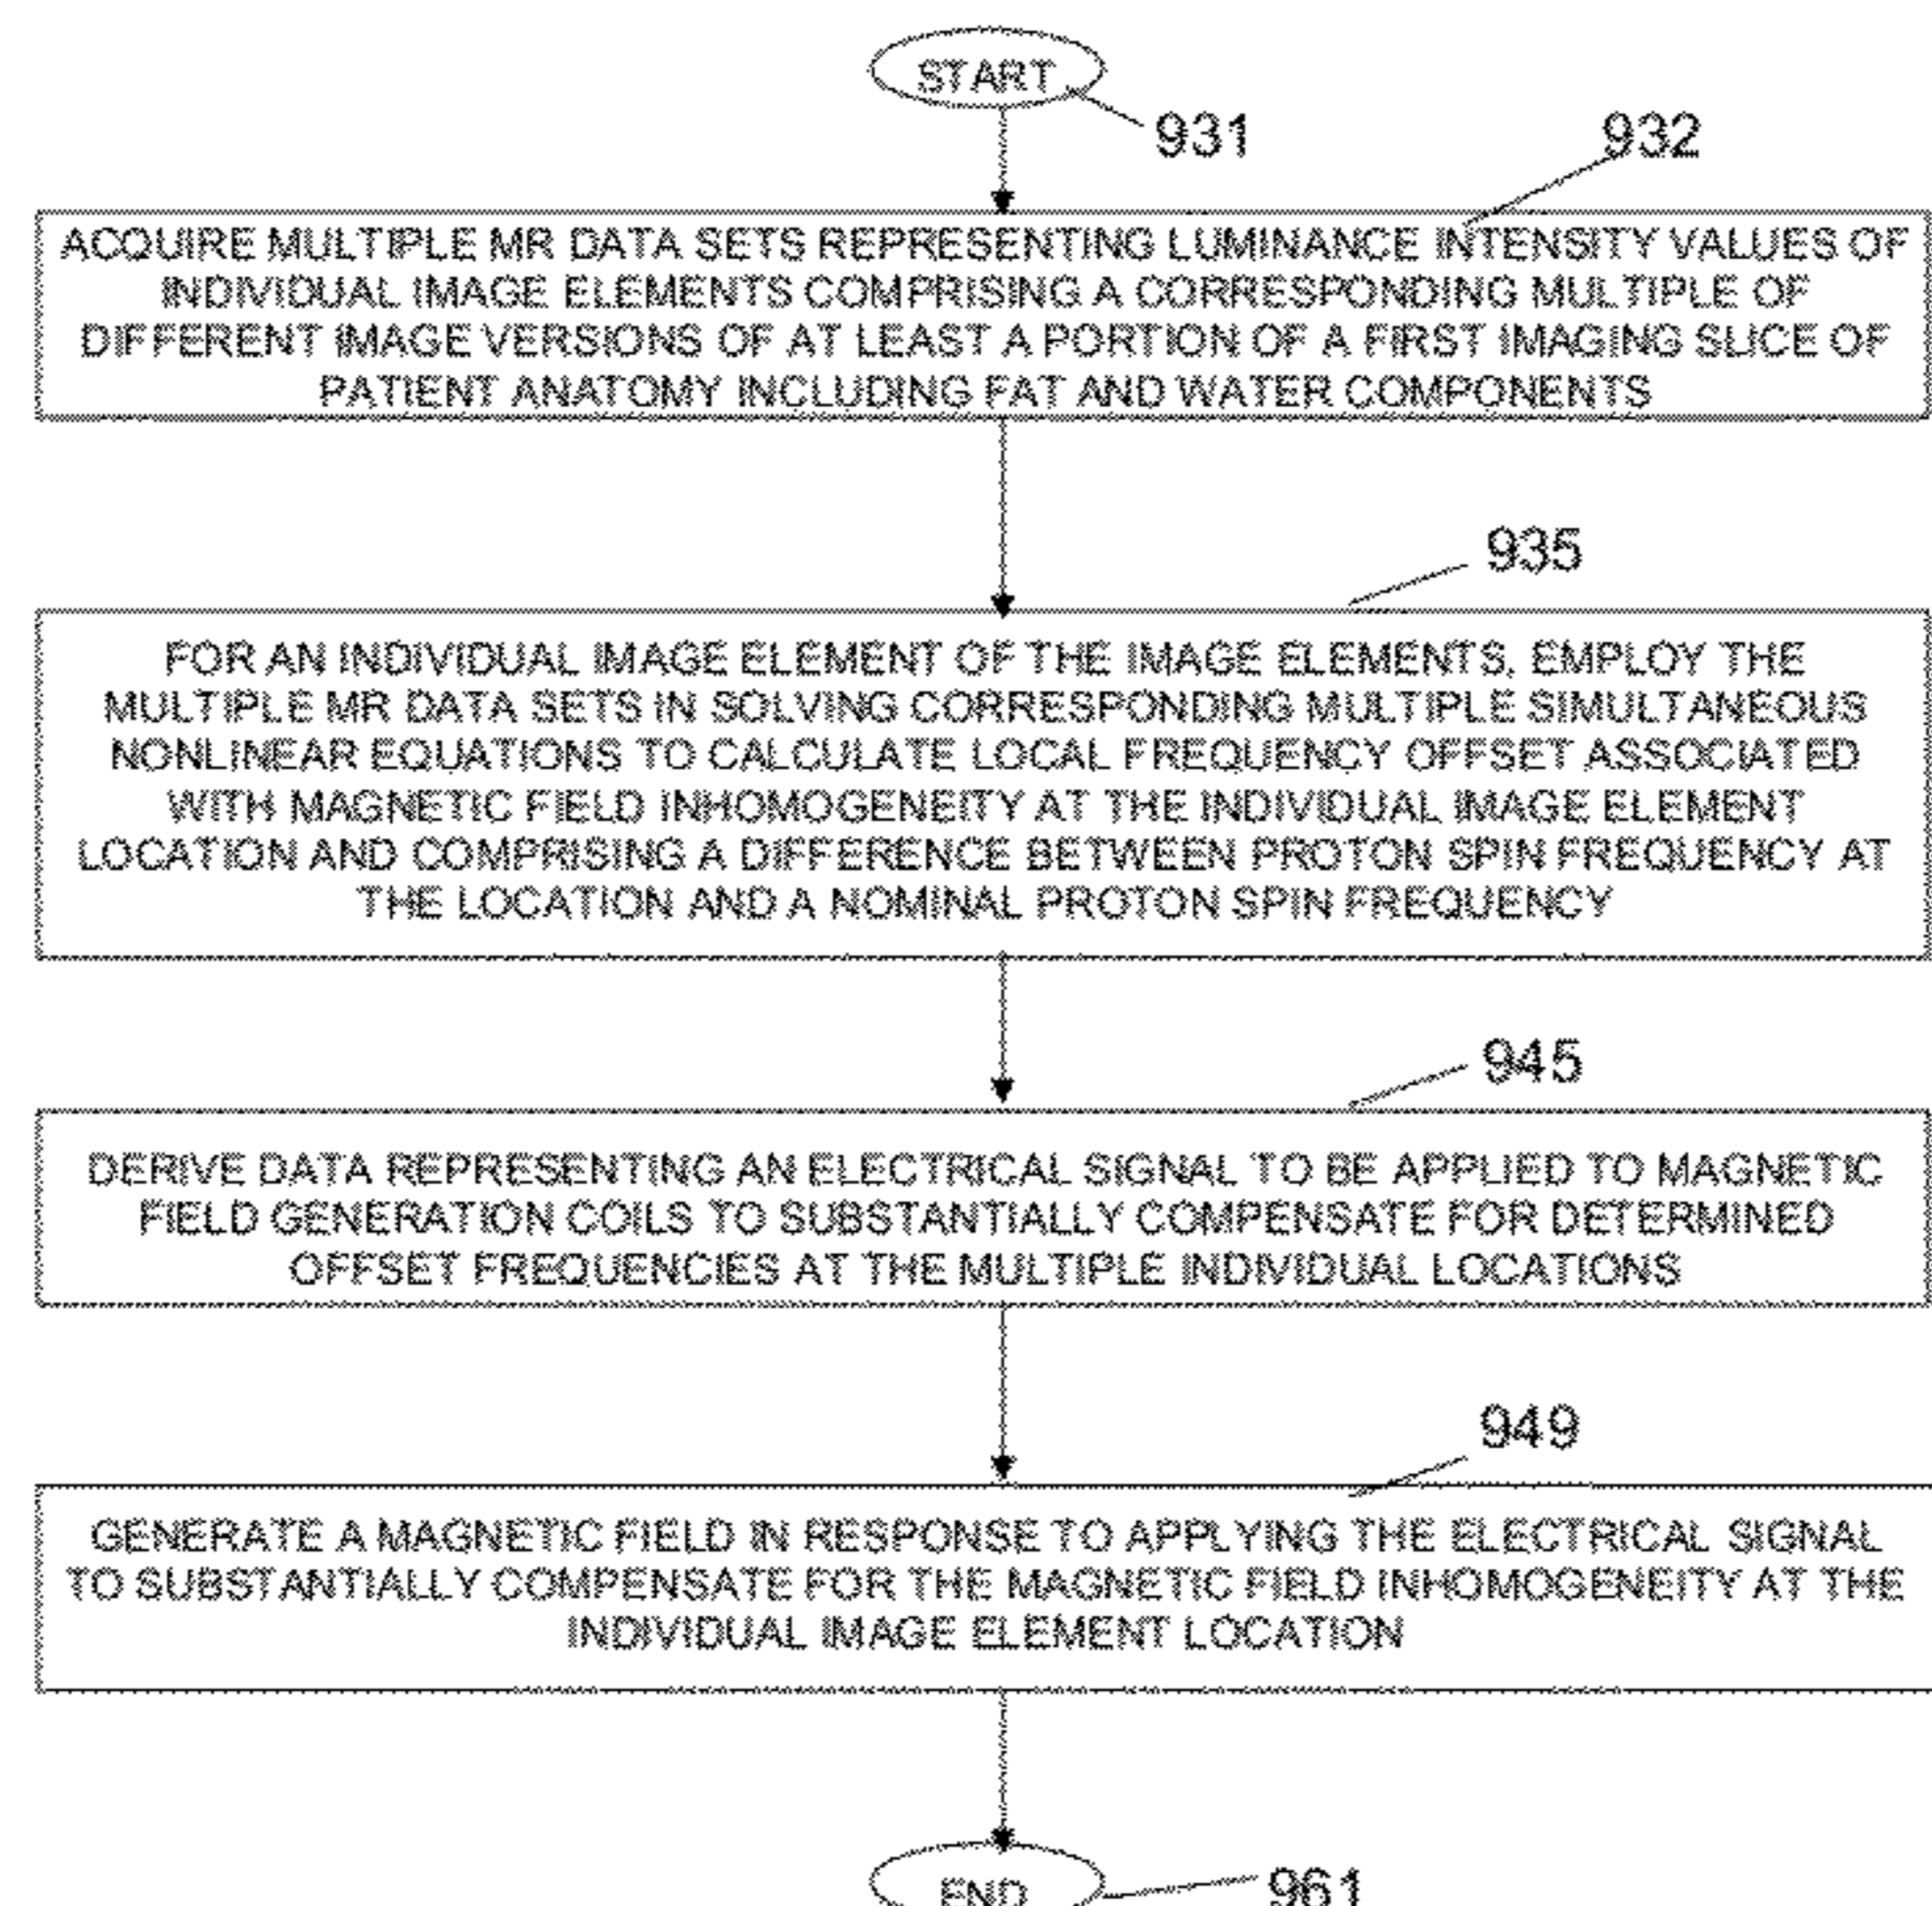 START
931
932
ACQUIRE MULTIPLE MR DATA SETS REPRESENTING LUMINANCE INTENSITY VALUES OF
INDIVIDUAL IMAGE ELEMENTS COMPRISING A CORRESPONDING MULTIPLE OF
DIFFERENT IMAGE VERSIONS OF AT LEAST A PORTION OF A FIRST IMAGING SLICE OF
PATIENT ANATOMY INCLUDING FAT AND WATER COMPONENTS
935
FOR AN INDIVIDUAL IMAGE ELEMENT OF THE IMAGE ELEMENTS, EMPLOY THE
MULTIPLE MR DATA SETS IN SOLVING CORRESPONDING MULTIPLE SIMULTANEOUS
NONLINEAR EQUATIONS TO CALCULATE LOCAL FREQUENCY OFFSET ASSOCIATED
WITH MAGNETIC FIELD INHOMOGENEITY AT THE INDIVIDUAL IMAGE ELEMENT
LOCATION AND COMPRISING A DIFFERENCE BETWEEN PROTON SPIN FREQUENCY AT
THE LOCATION AND A NOMINAL PROTON SPIN FREQUENCY
945
DERIVE DATA REPRESENTING AN ELECTRICAL SIGNAL TO BE APPLIED TO MAGNETIC
FIELD GENERATION COILS TO SUBSTANTIALLY COMPENSATE FOR DETERMINED
OFFSET FREQUENCIES AT THE MULTIPLE INDIVIDUAL LOCATIONS
949
GENERATE A MAGNETIC FIELD IN RESPONSE TO APPLYING THE ELECTRICAL SIGNAL
TO SUBSTANTIALLY COMPENSATE FOR THE MAGNETIC FIELD INHOMOGENEITY AT THE
INDIVIDUAL IMAGE ELEMENT LOCATION
END
961